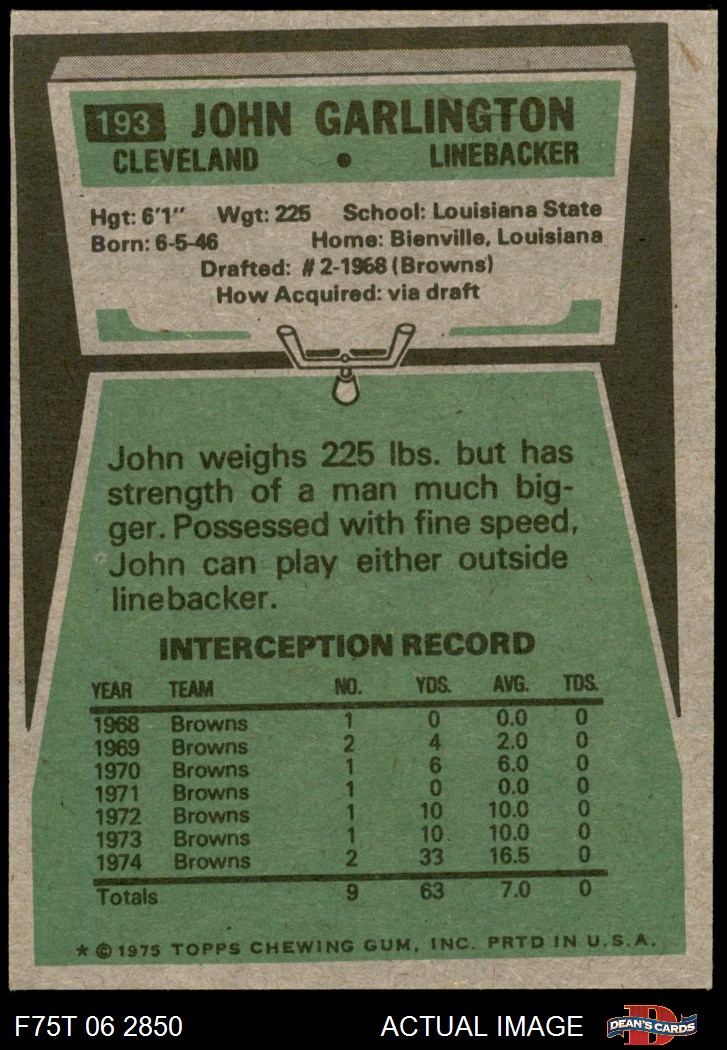 193 JOHN GARLINGTON
CLEVELAND • LINEBACKER
Hgt: 6'1" Wgt: 225 School: Louisiana State
Born: 6-5-46 Home: Bienville, Louisiana
Drafted: #2-1968 (Browns)
How Acquired: via draft
John weighs 225 lbs. but has
strength of a man much big-
ger. Possessed with fine speed,
John can play either outside
linebacker.
INTERCEPTION RECORD
YEAR TEAM NO. YDS. AVG. TDS.
1968 Browns 1 0 0.0 0
1969 Browns 2 4 2.0 0
1970 Browns 1 6 6.0 0
1971 Browns 1 0 0.0 0
1972 Browns 1 10 10.0 0
1973 Browns 1 10 10.0 0
1974 Browns 2 33 16.5 0
Totals 9 63 7.0 0
* © 1975 TOPPS CHEWING GUM, INC. PRTD IN U.S.A.
F75T 06 2850 ACTUAL IMAGE D DEAN'S CARDS